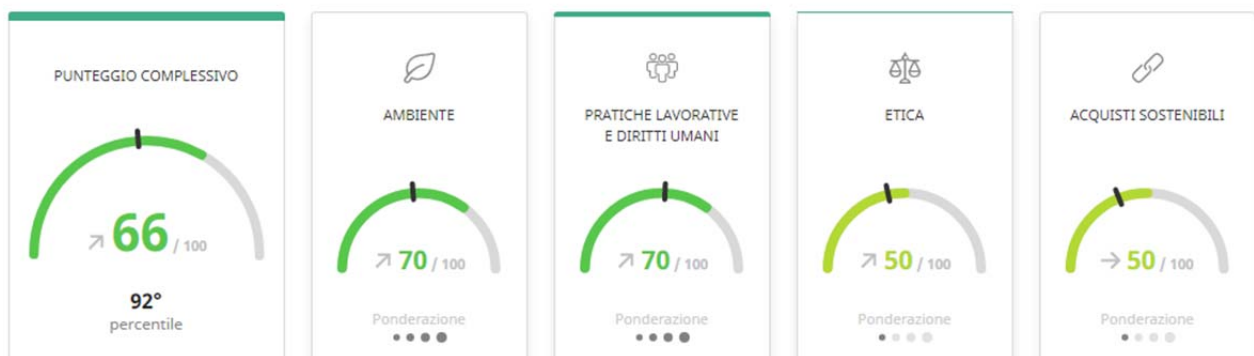 PUNTEGGIO COMPLESSIVO
66 / 100
92°
percentile
AMBIENTE
70 / 100
Ponderazione
PRATICHE LAVORATIVE
E DIRITTI UMANI
70 / 100
Ponderazione
ETICA
50 / 100
Ponderazione
ACQUISTI SOSTENIBILI
50 / 100
Ponderazione